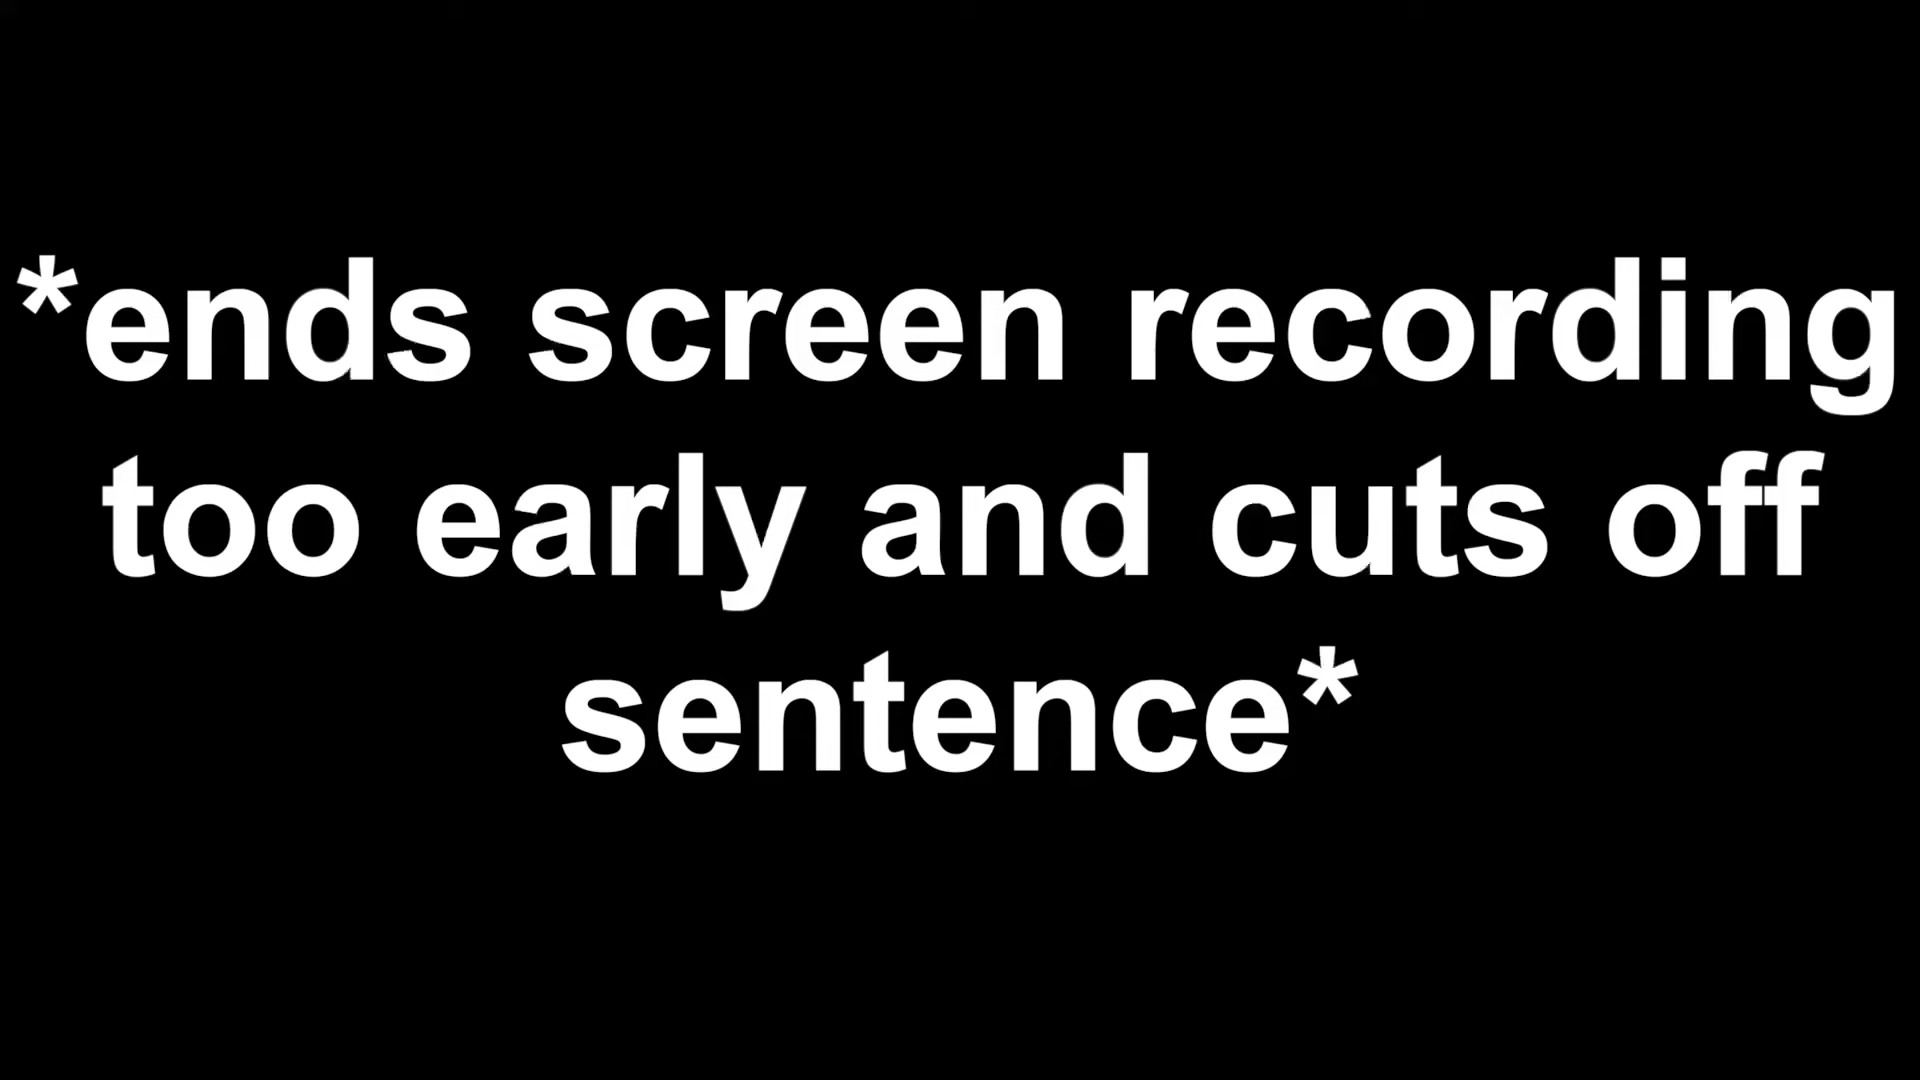 *ends screen recording
too early and cuts off
sentence*